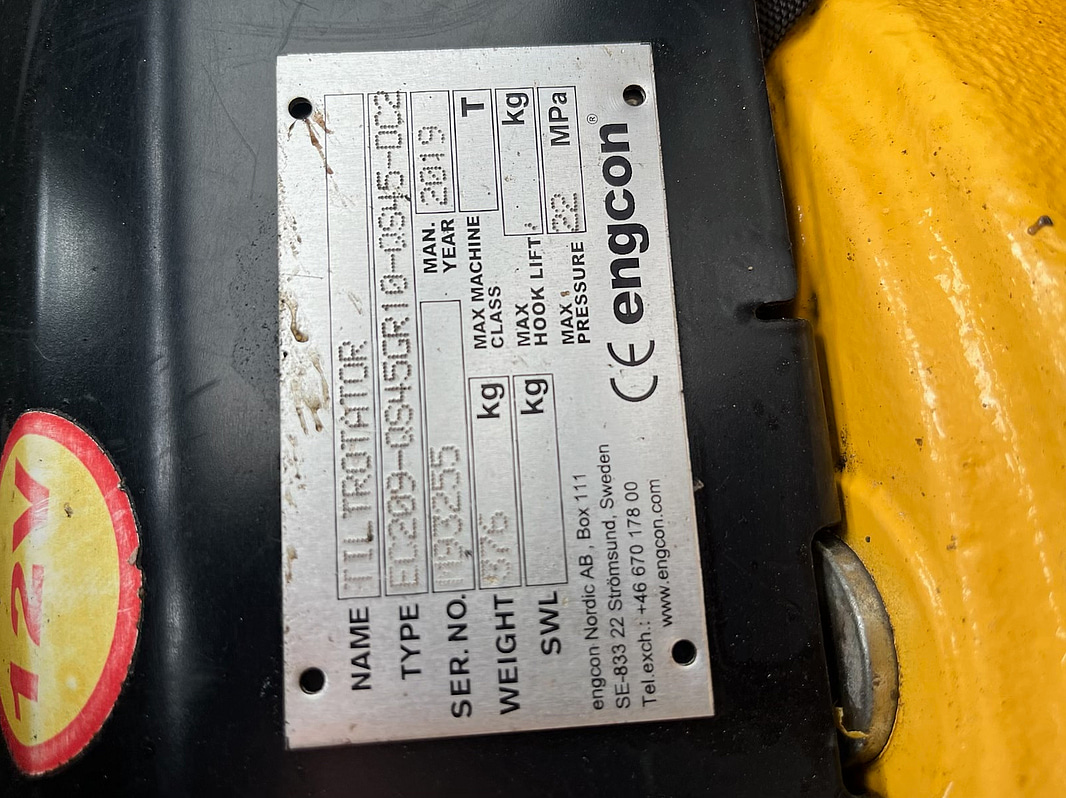 NAME TILTROTATOR
TYPE EC209-QS45GR10-QS45-DC2
SER. NO. MAN. YEAR 2019
WEIGHT 376 kg MAX MACHINE CLASS T
SWL kg MAX HOOK LIFT kg
MAX PRESSURE 22 MPa
engcon Nordic AB , Box 111
SE-833 22 Strömsund, Sweden
Tel.exch.: +46 670 178 00
www.engcon.com
CE engcon®
12V